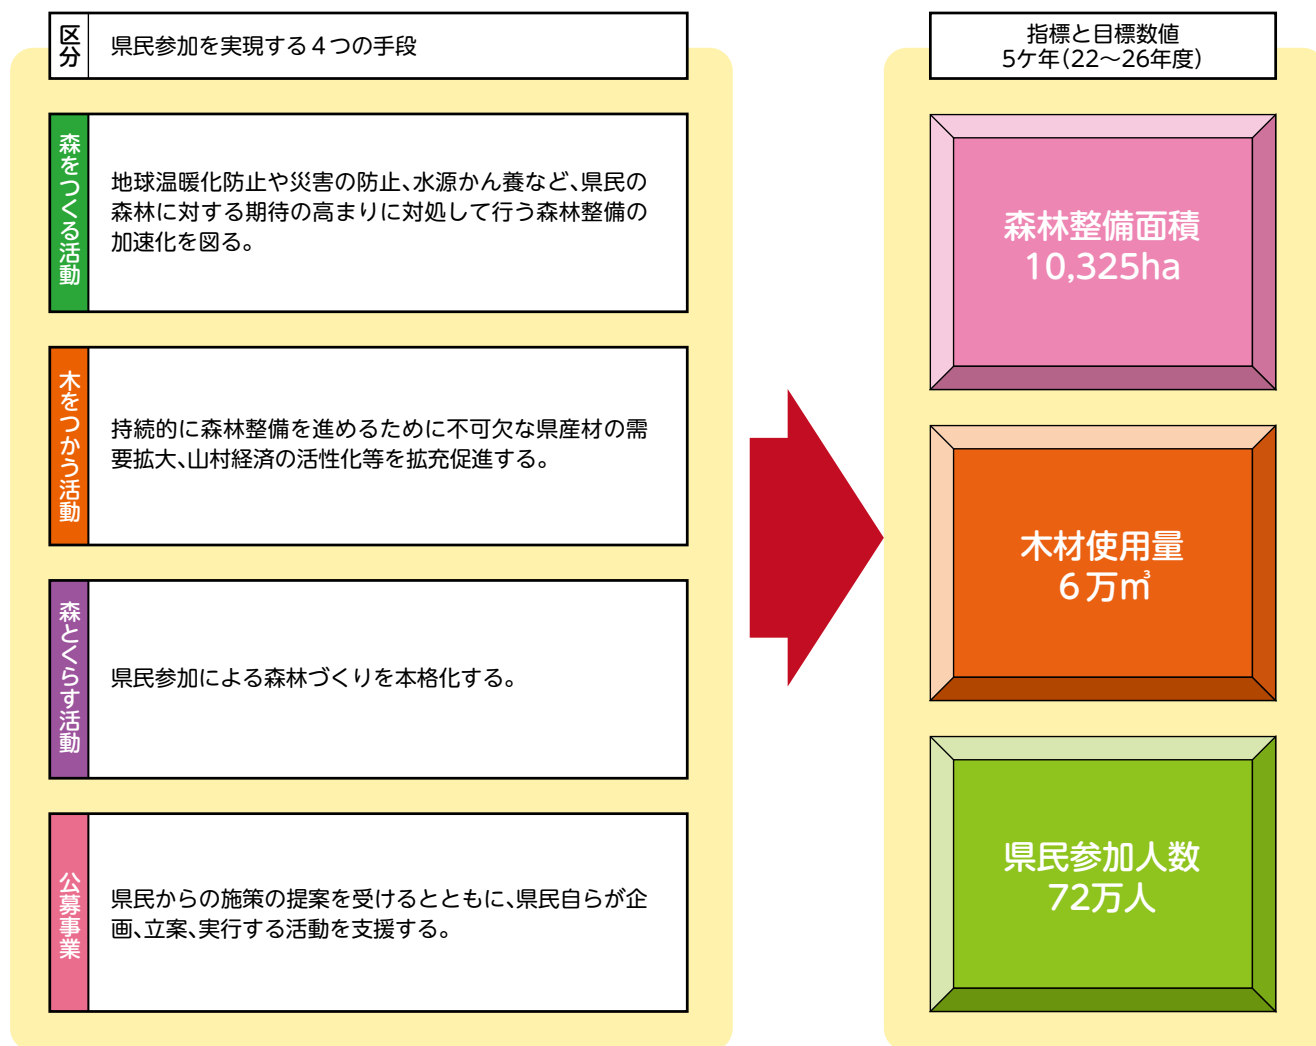 区分
県民参加を実現する４つの手段
森をつくる活動
地球温暖化防止や災害の防止、水源かん養など、県民の
森林に対する期待の高まりに対処して行う森林整備の
加速化を図る。
木をつかう活動
持続的に森林整備を進めるために不可欠な県産材の需
要拡大、山村経済の活性化等を拡充促進する。
森とくらす活動
県民参加による森林づくりを本格化する。
公募事業
県民からの施策の提案を受けるとともに、県民自らが企
画、立案、実行する活動を支援する。
指標と目標数値
5ケ年(22～26年度)
森林整備面積
10,325ha
木材使用量
６万㎥
県民参加人数
72万人